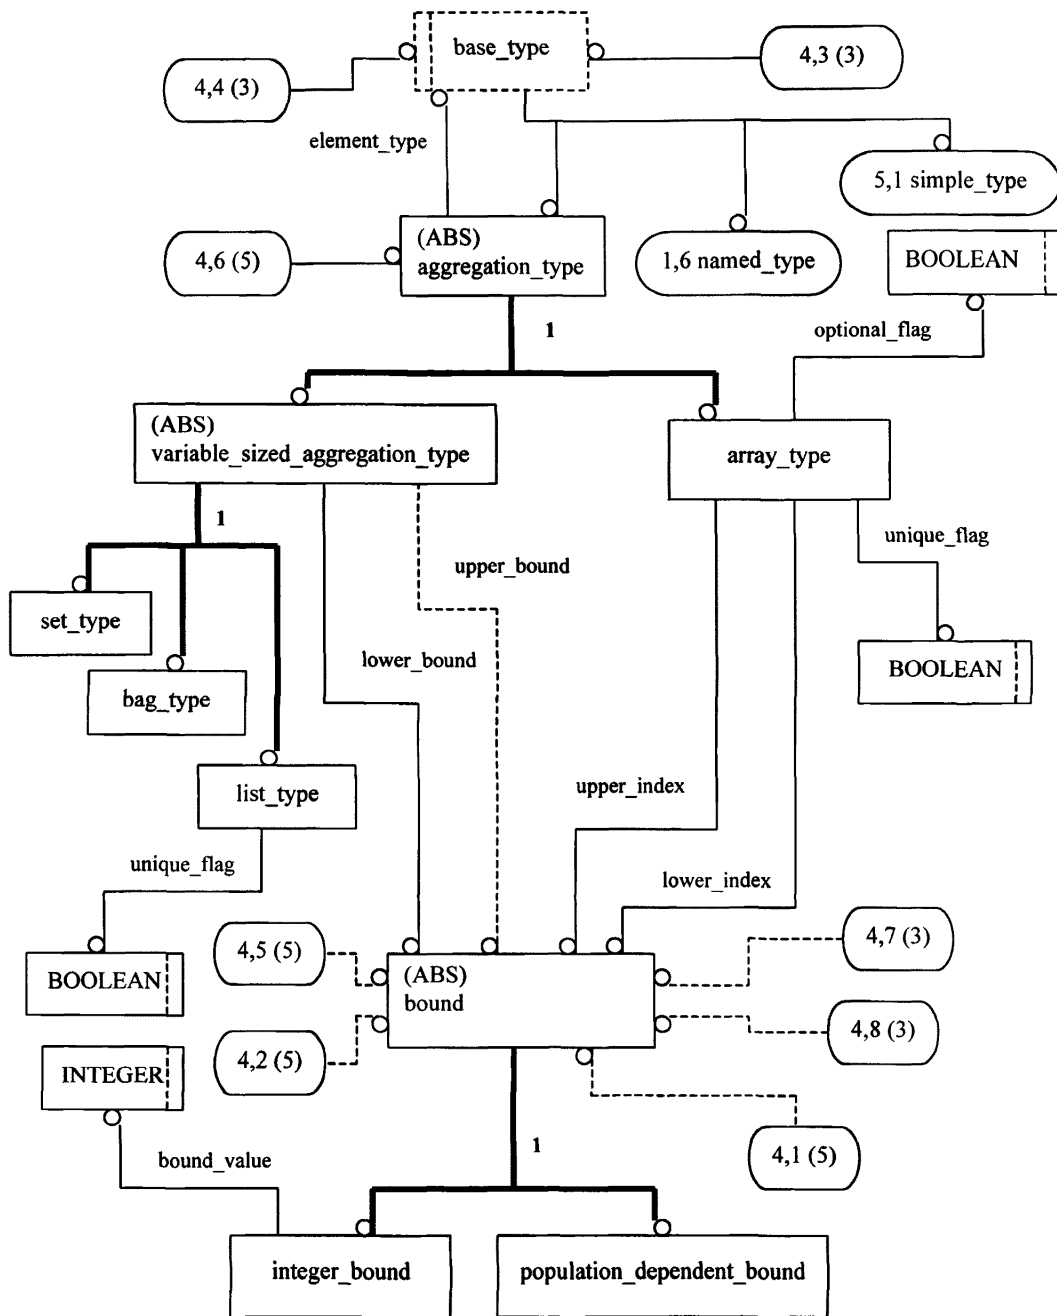 base_type
4,3 (3)
4,4 (3)
element_type
5,1 simple_type
(ABS)
aggregation_type
4,6 (5)
1,6 named_type
BOOLEAN
1
optional_flag
(ABS)
variable_sized_aggregation_type
array_type
1
unique_flag
upper_bound
set_type
lower_bound
BOOLEAN
bag_type
upper_index
list_type
unique_flag
lower_index
4,5 (5)
4,7 (3)
BOOLEAN
(ABS)
bound
4,2 (5)
4,8 (3)
INTEGER
1
4,1 (5)
bound_value
integer_bound
population_dependent_bound